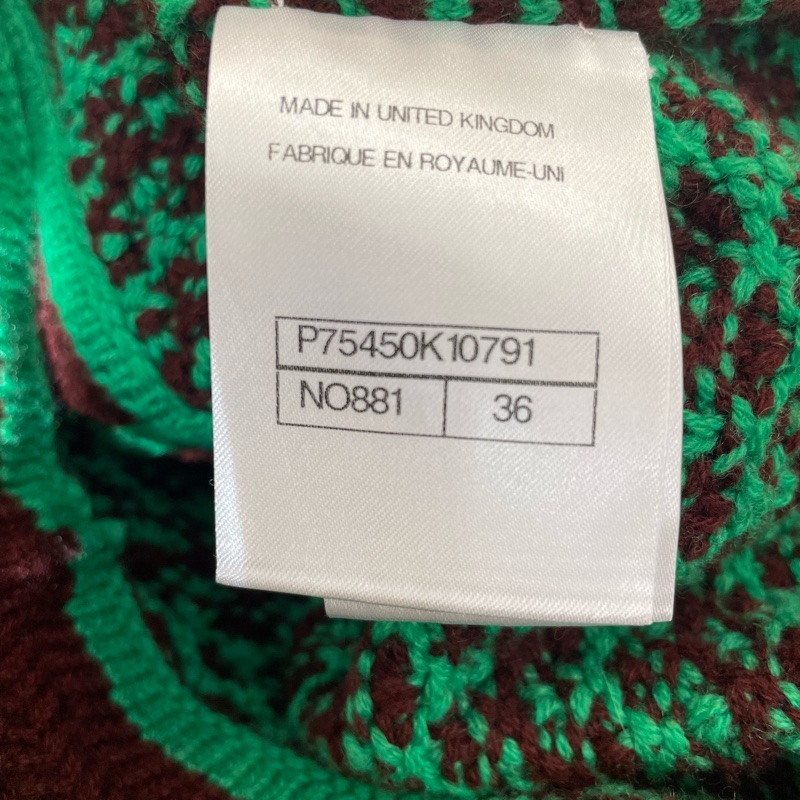 MADE IN UNITED KINGDOM
FABRIQUE EN ROYAUME-UNI
P75450K10791
NO881 36